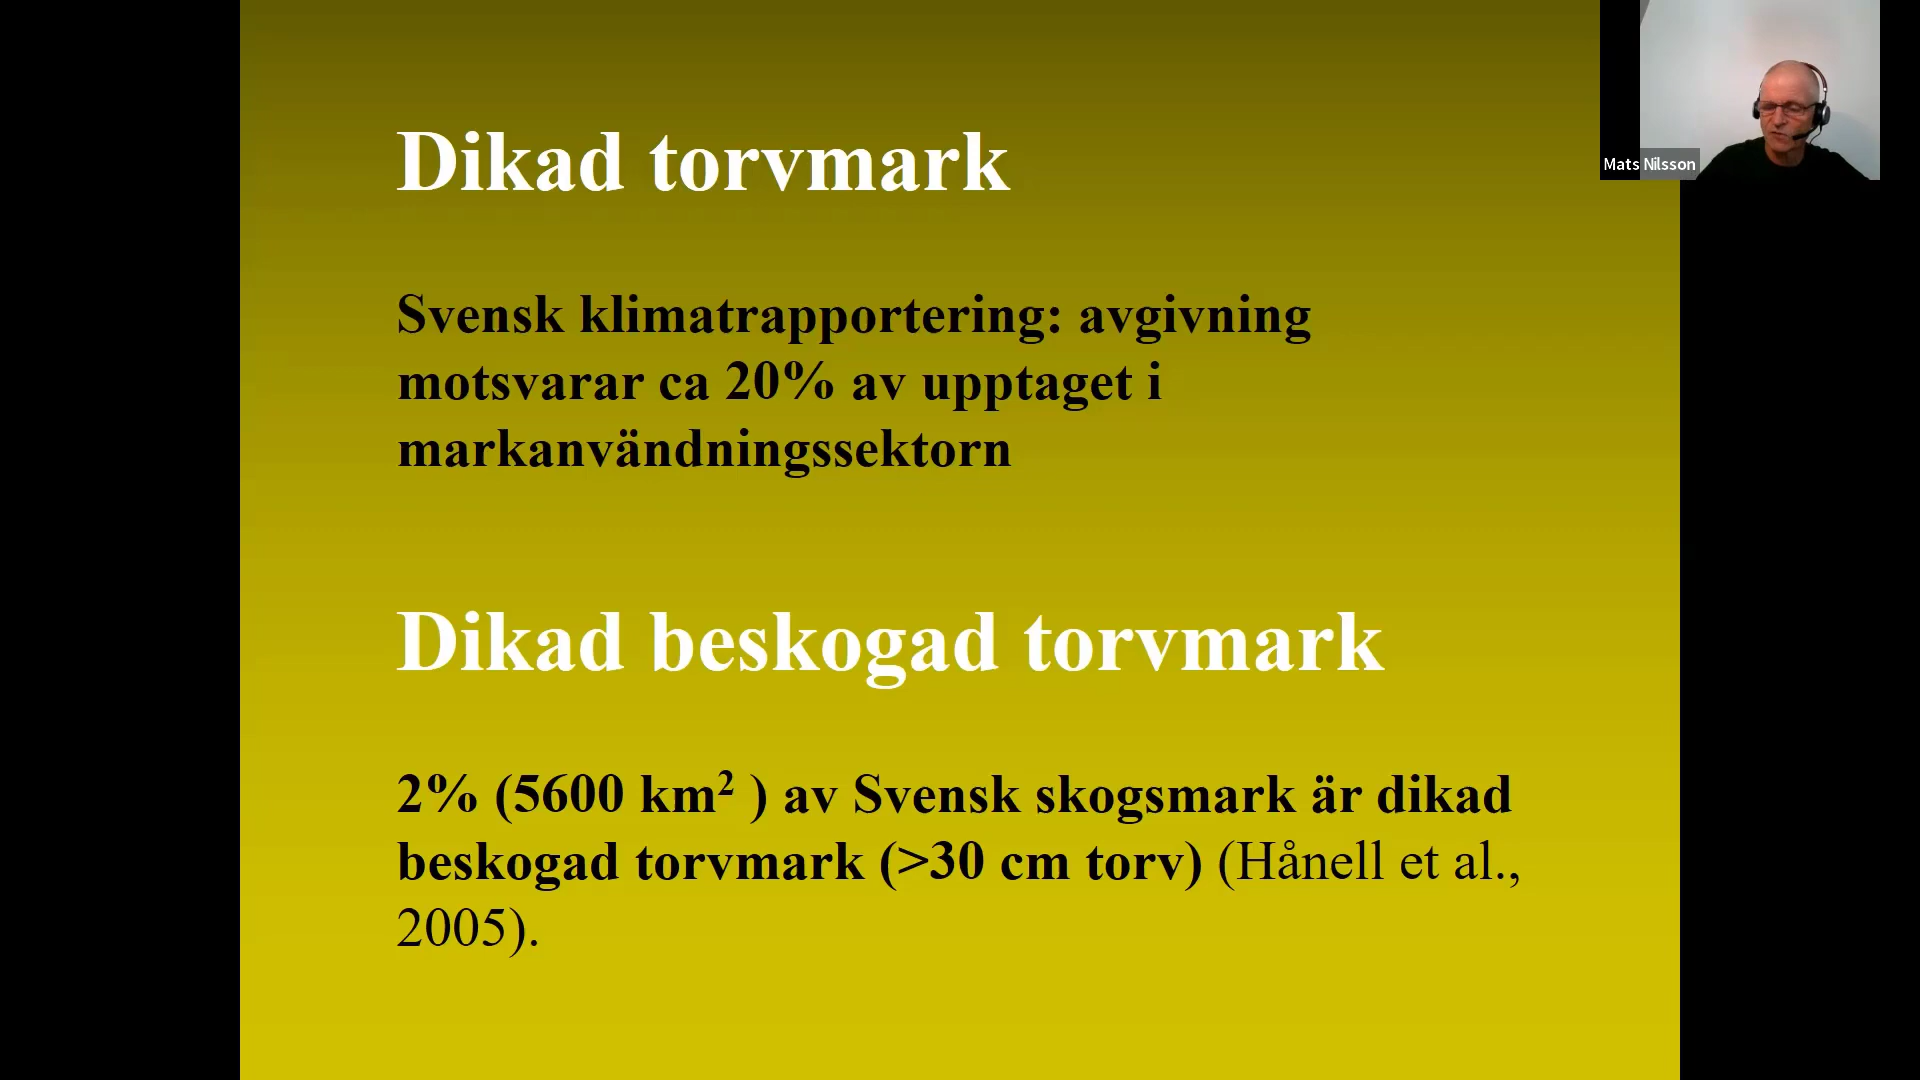 Dikad torvmark
Svensk klimatrapportering: avgivning
motsvarar ca 20% av upptaget i
markanvändningssektorn
Dikad beskogad torvmark
2% (5600 km² ) av Svensk skogsmark är dikad
beskogad torvmark (>30 cm torv) (Hånell et al.,
2005).
Mats Nilsson